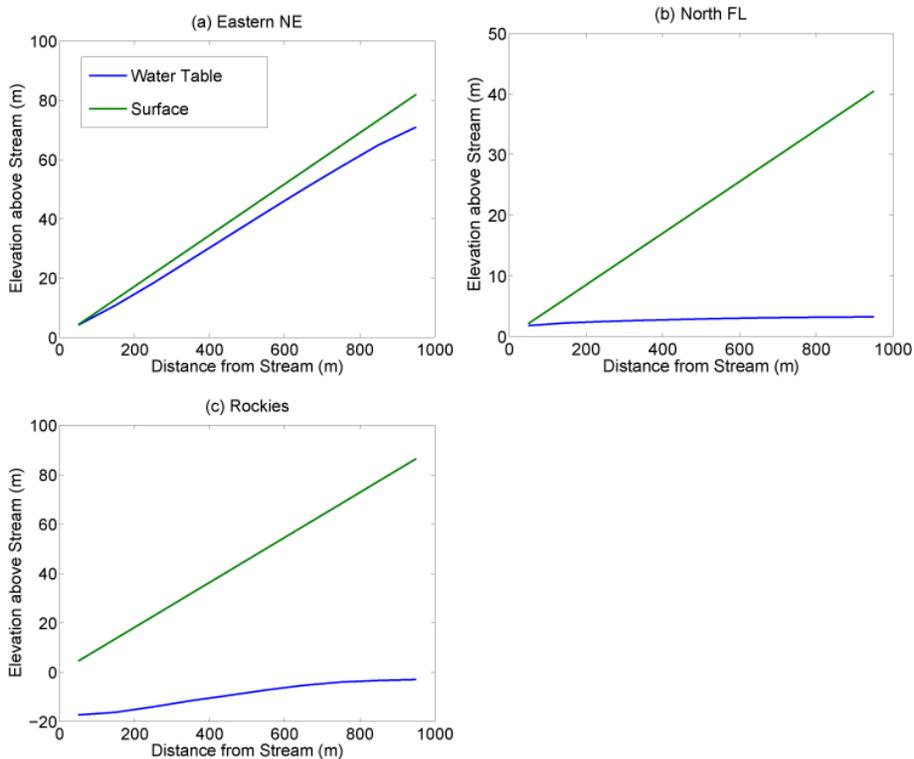 (a) Eastern NE
100
80
60
40
20
0
Elevation above Stream (m)
Water Table
Surface
0 200 400 600 800 1000
Distance from Stream (m)
(b) North FL
50
40
30
20
10
0
Elevation above Stream (m)
0 200 400 600 800 1000
Distance from Stream (m)
(c) Rockies
100
80
60
40
20
0
−20
Elevation above Stream (m)
0 200 400 600 800 1000
Distance from Stream (m)